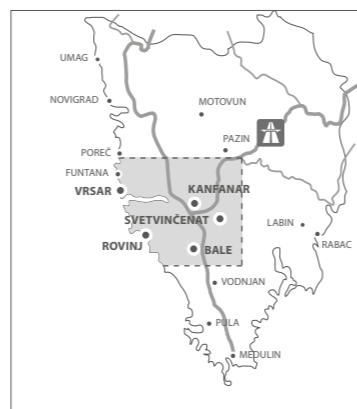 UMAG
NOVIGRAD
MOTOVUN
PAZIN
POREČ
FUNTANA
VRSAR
KANFANAR
SVETVINČENAT
LABIN
RABAC
ROVINJ
BALE
VODNJAN
PULA
MEDULIN